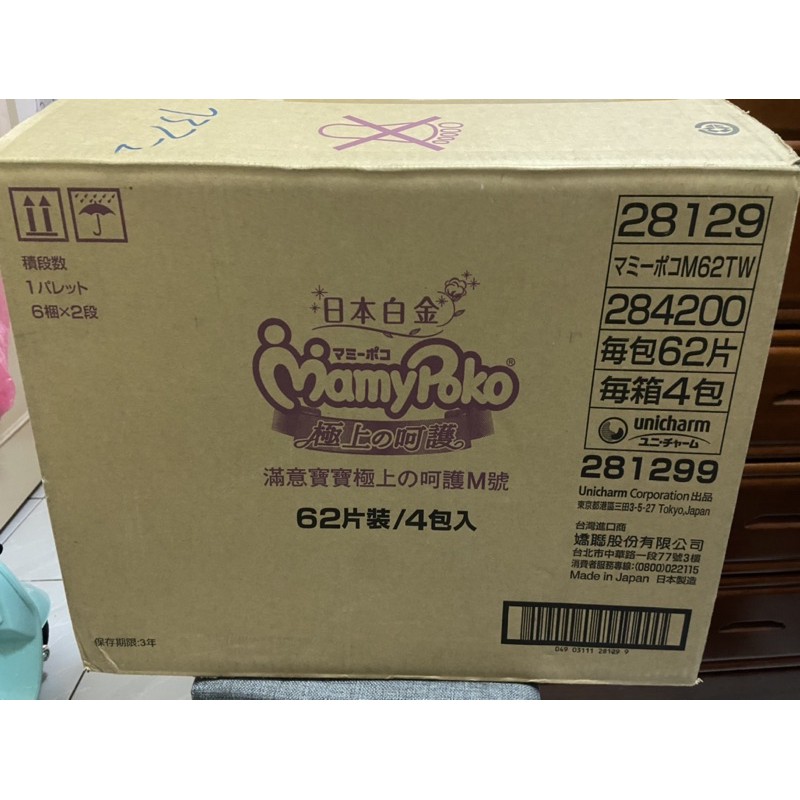 積段数
1パレット
6梱×2段
日本白金
マミーポコ
MamyPoko®
極上の呵護
滿意寶寶極上の呵護M號
62片裝/4包入
保存期限:3年
28129
マミーポコM62TW
284200
每包62片
每箱4包
unicharm
ユニ・チャーム
281299
Unicharm Corporation 出品
東京都港區三田3-5-27 Tokyo,Japan
台灣進口商
嬌聯股份有限公司
台北市中華路一段77號3樓
消費者服務專線:(0800)022115
Made in Japan 日本製造